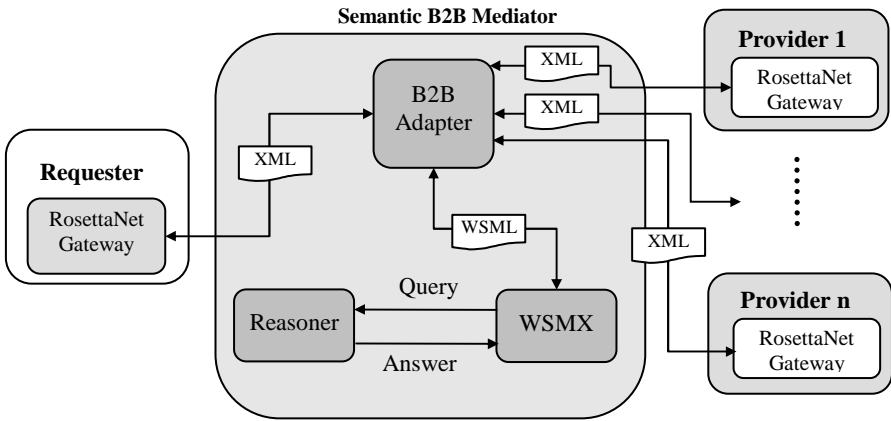 Semantic B2B Mediator
Provider 1
RosettaNet
Gateway
XML
B2B
Adapter
XML
XML
Requester
RosettaNet
Gateway
WSML
XML
Query
Reasoner
WSMX
Answer
Provider n
RosettaNet
Gateway